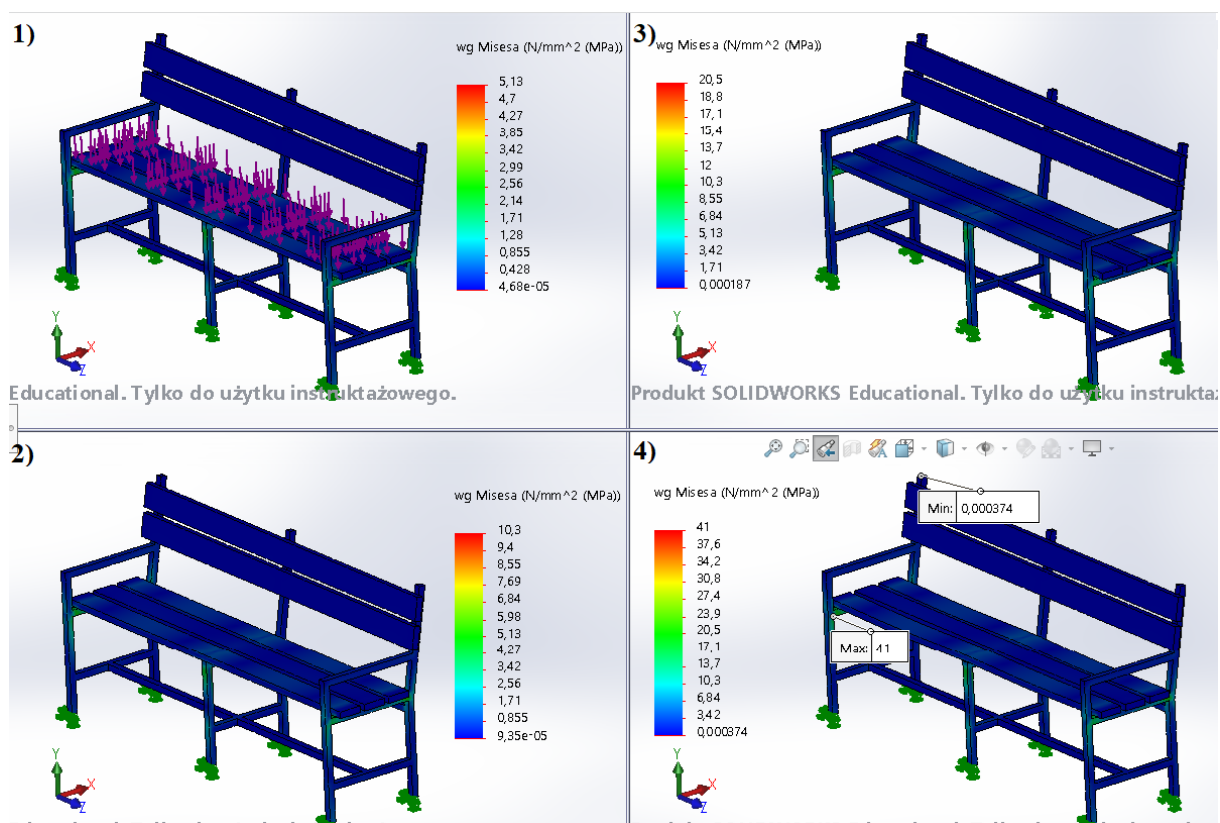 1)
wg Misesa (N/mm^2 (MPa))
5,13
4,7
4,27
3,85
3,42
2,99
2,56
2,14
1,71
1,28
0,855
0,428
4,68e-05
Y
X
Z
Educational. Tylko do użytku instruktażowego.
3)
wg Misesa (N/mm^2 (MPa))
20,5
18,8
17,1
15,4
13,7
12
10,3
8,55
6,84
5,13
3,42
1,71
0,000187
Y
X
Z
Produkt SOLIDWORKS Educational. Tylko do użytku instrukta
2)
wg Misesa (N/mm^2 (MPa))
10,3
9,4
8,55
7,69
6,84
5,98
5,13
4,27
3,42
2,56
1,71
0,855
9,35e-05
Y
X
Z
4)
wg Misesa (N/mm^2 (MPa))
41
37,6
34,2
30,8
27,4
23,9
20,5
17,1
13,7
10,3
6,84
3,42
0,000374
Min: 0,000374
Max: 41
Y
X
Z